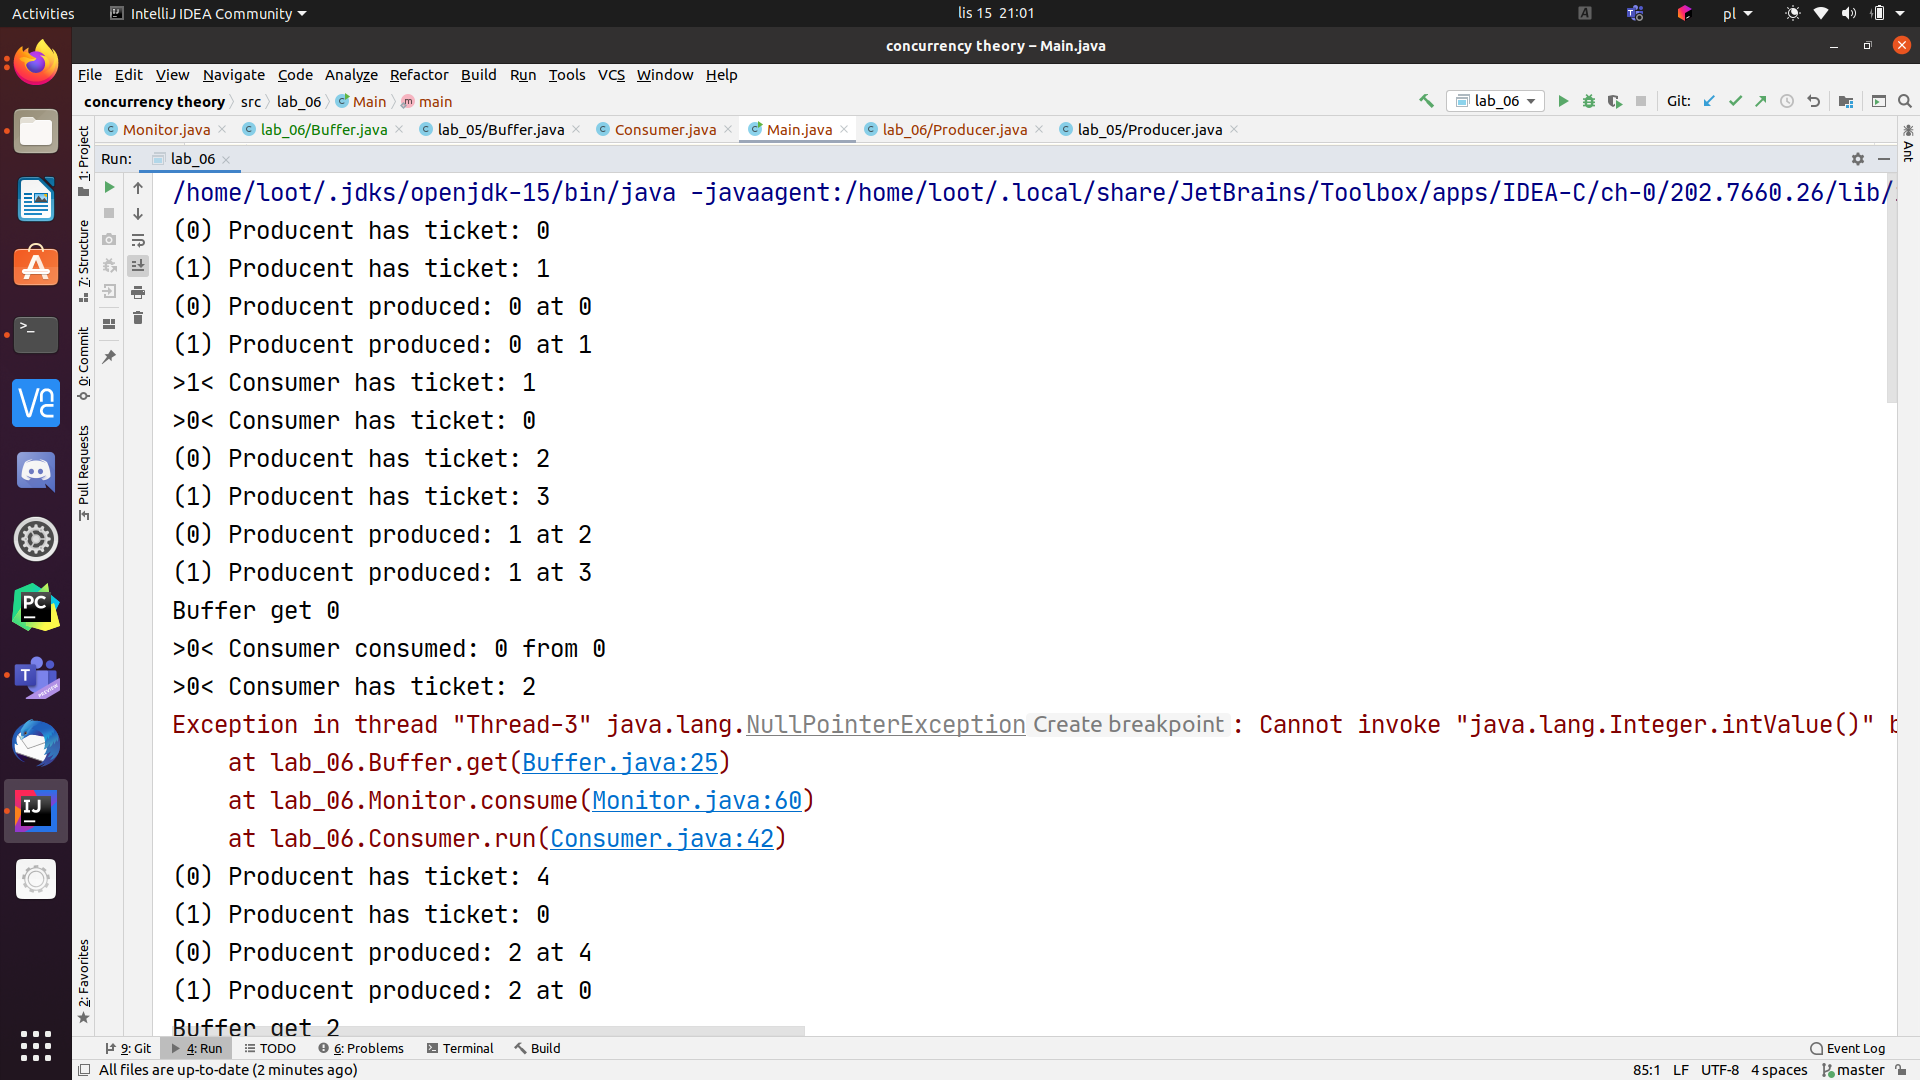 Activities IntelliJ IDEA Community lis 15 21:01 pl
concurrency theory – Main.java
File Edit View Navigate Code Analyze Refactor Build Run Tools VCS Window Help
concurrency theory src lab_06 Main main lab_06 Git:
Monitor.java lab_06/Buffer.java lab_05/Buffer.java Consumer.java Main.java lab_06/Producer.java lab_05/Producer.java
Run: lab_06
1: Project
7: Structure
0: Commit
Pull Requests
2: Favorites
Ant
/home/loot/.jdks/openjdk-15/bin/java -javaagent:/home/loot/.local/share/JetBrains/Toolbox/apps/IDEA-C/ch-0/202.7660.26/lib/
(0) Producent has ticket: 0
(1) Producent has ticket: 1
(0) Producent produced: 0 at 0
(1) Producent produced: 0 at 1
>1< Consumer has ticket: 1
>0< Consumer has ticket: 0
(0) Producent has ticket: 2
(1) Producent has ticket: 3
(0) Producent produced: 1 at 2
(1) Producent produced: 1 at 3
Buffer get 0
>0< Consumer consumed: 0 from 0
>0< Consumer has ticket: 2
Exception in thread "Thread-3" java.lang.NullPointerException Create breakpoint : Cannot invoke "java.lang.Integer.intValue()" b
at lab_06.Buffer.get(Buffer.java:25)
at lab_06.Monitor.consume(Monitor.java:60)
at lab_06.Consumer.run(Consumer.java:42)
(0) Producent has ticket: 4
(1) Producent has ticket: 0
(0) Producent produced: 2 at 4
(1) Producent produced: 2 at 0
Buffer get 2
9: Git 4: Run TODO 6: Problems Terminal Build Event Log
All files are up-to-date (2 minutes ago) 85:1 LF UTF-8 4 spaces master